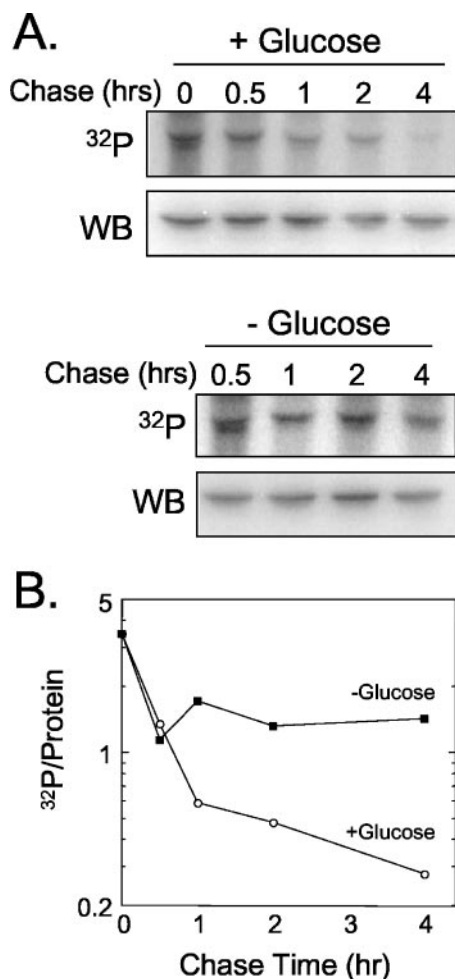 A.
+ Glucose
Chase (hrs)
0 0.5 1 2 4
32P
WB
- Glucose
Chase (hrs)
0.5 1 2 4
32P
WB
B.
5
-Glucose
32P/Protein
1
+Glucose
0.2
0 1 2 3 4
Chase Time (hr)